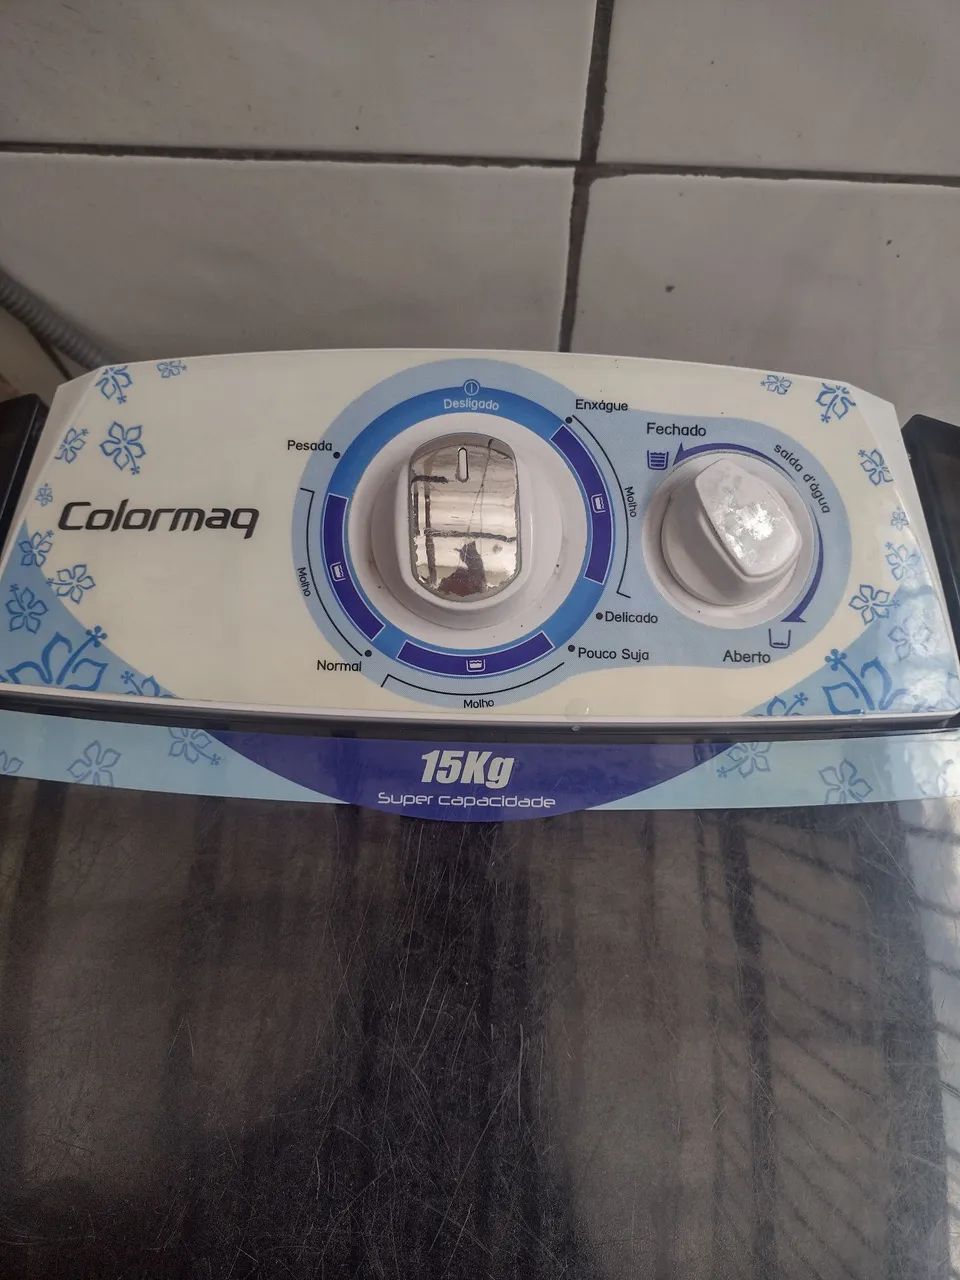 Desligado
Enxágue
Fechado
saída d'água
Pesada
Colormaq
Molho
Molho
Delicado
Normal
Pouco Suja
Aberto
Molho
15Kg
Super capacidade